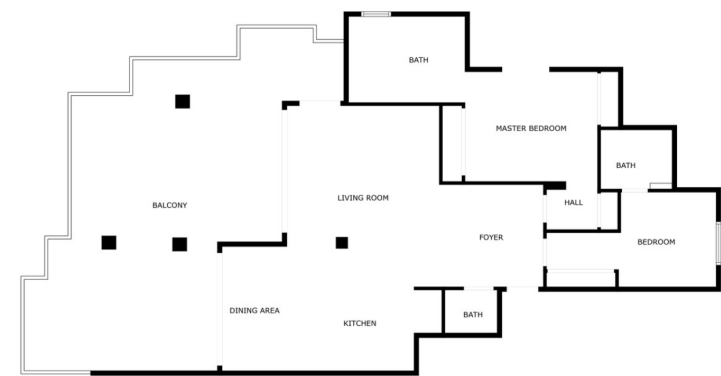 BATH
MASTER BEDROOM
BATH
LIVING ROOM
HALL
BALCONY
FOYER
BEDROOM
DINING AREA
BATH
KITCHEN